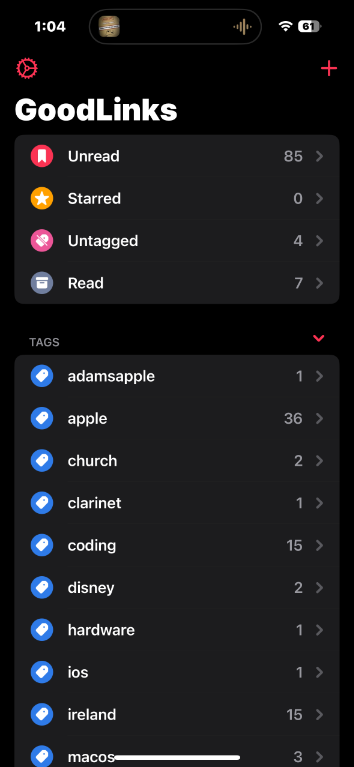 1:04 61
GoodLinks
Unread 85
Starred 0
Untagged 4
Read 7
TAGS
adamsapple 1
apple 36
church 2
clarinet 1
coding 15
disney 2
hardware 1
ios 1
ireland 15
macos 3